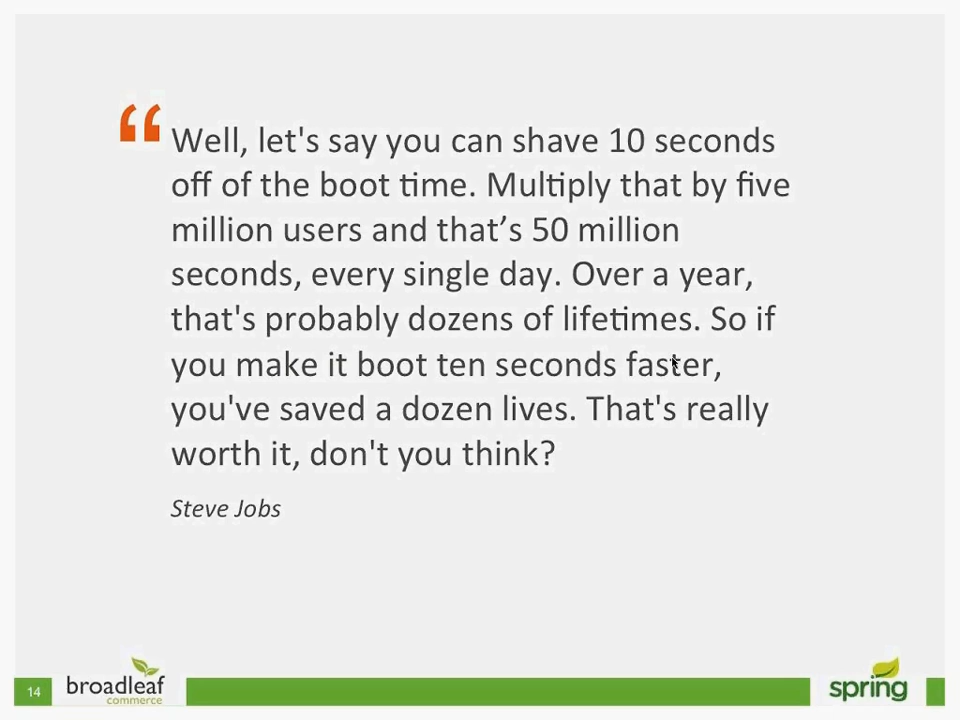 “Well, let's say you can shave 10 seconds
off of the boot time. Multiply that by five
million users and that’s 50 million
seconds, every single day. Over a year,
that's probably dozens of lifetimes. So if
you make it boot ten seconds faster,
you've saved a dozen lives. That's really
worth it, don't you think?
Steve Jobs
14
broadleaf
commerce
spring